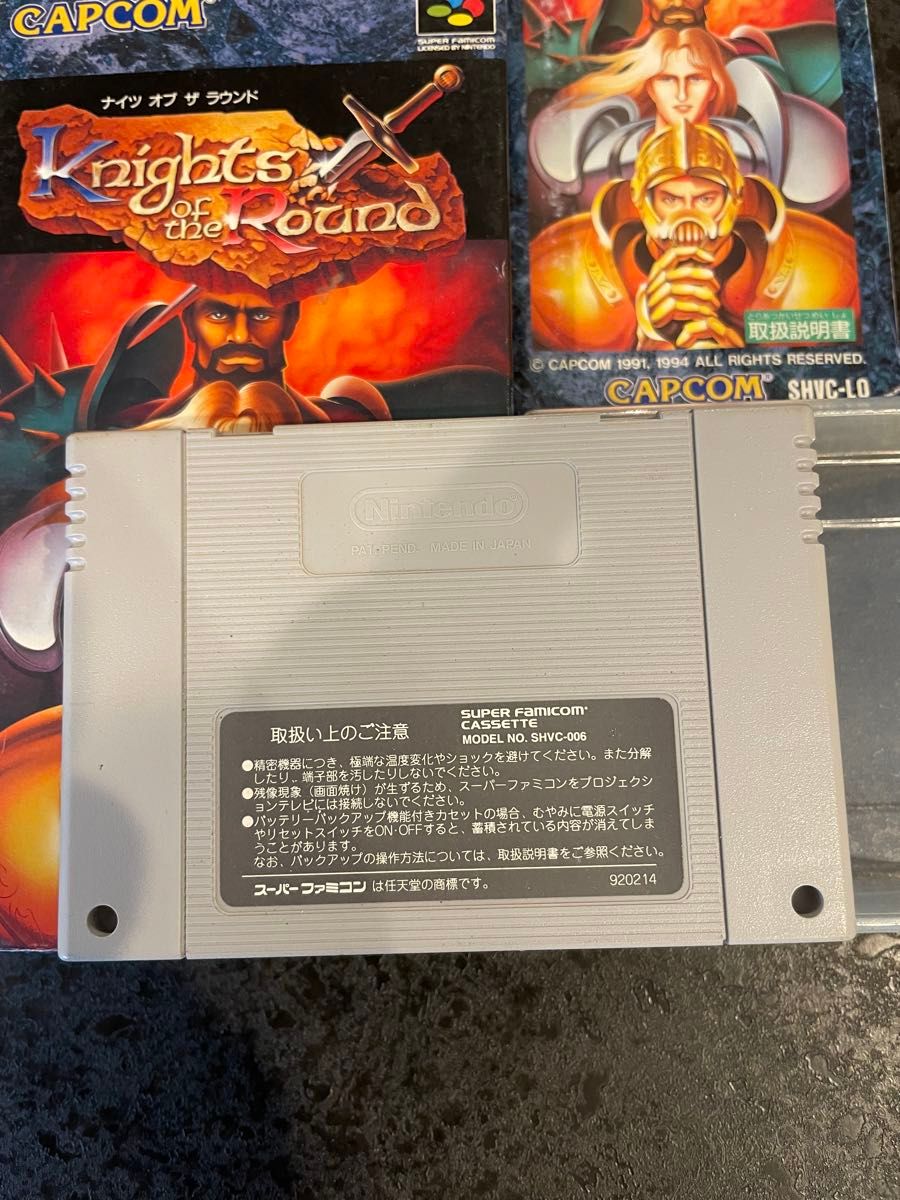 CAPCOM
SUPER FAMICOM
LICENSED BY NINTENDO
ナイツ オブ ザ ラウンド
Knights
of
the Round
とりあつかいせつめいしょ
取扱説明書
© CAPCOM 1991, 1994 ALL RIGHTS RESERVED.
CAPCOM® SHVC-LO
Nintendo®
PAT・PEND. MADE IN JAPAN
取扱い上のご注意
SUPER FAMICOM®
CASSETTE
MODEL NO. SHVC-006
●精密機器につき、極端な温度変化やショックを避けてください。また分解
したり、端子部を汚したりしないでください。
●残像現象（画面焼け）が生ずるため、スーパーファミコンをプロジェクシ
ョンテレビには接続しないでください。
●バッテリーバックアップ機能付きカセットの場合、むやみに電源スイッチ
やリセットスイッチをON・OFFすると、蓄積されている内容が消えてしま
うことがあります。
なお、バックアップの操作方法については、取扱説明書をご参照ください。
スーパーファミコン は任天堂の商標です。
920214